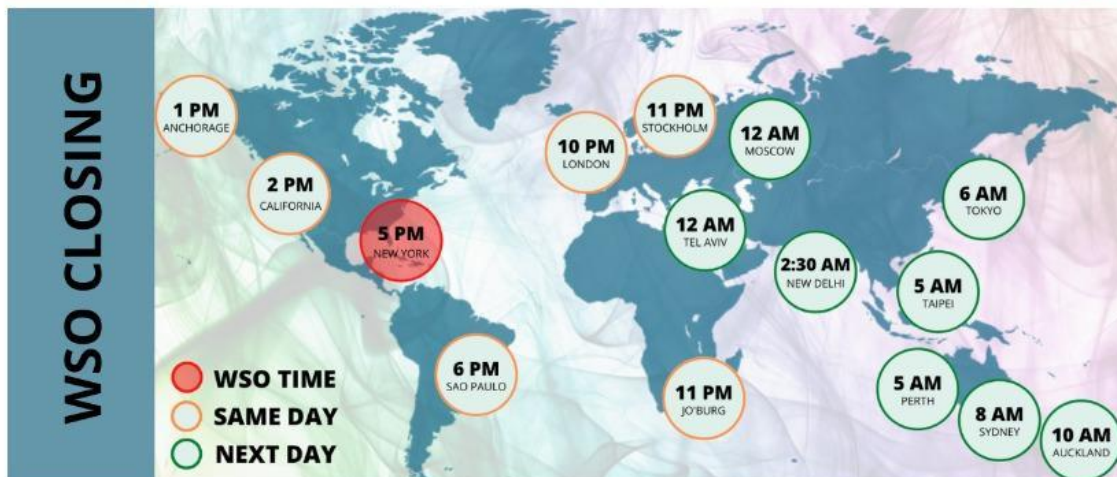 WSO CLOSING
1 PM
ANCHORAGE
2 PM
CALIFORNIA
5 PM
NEW YORK
6 PM
SAO PAULO
10 PM
LONDON
11 PM
STOCKHOLM
12 AM
MOSCOW
12 AM
TEL AVIV
2:30 AM
NEW DELHI
6 AM
TOKYO
5 AM
TAIPEI
11 PM
JO'BURG
5 AM
PERTH
8 AM
SYDNEY
10 AM
AUCKLAND
WSO TIME
SAME DAY
NEXT DAY